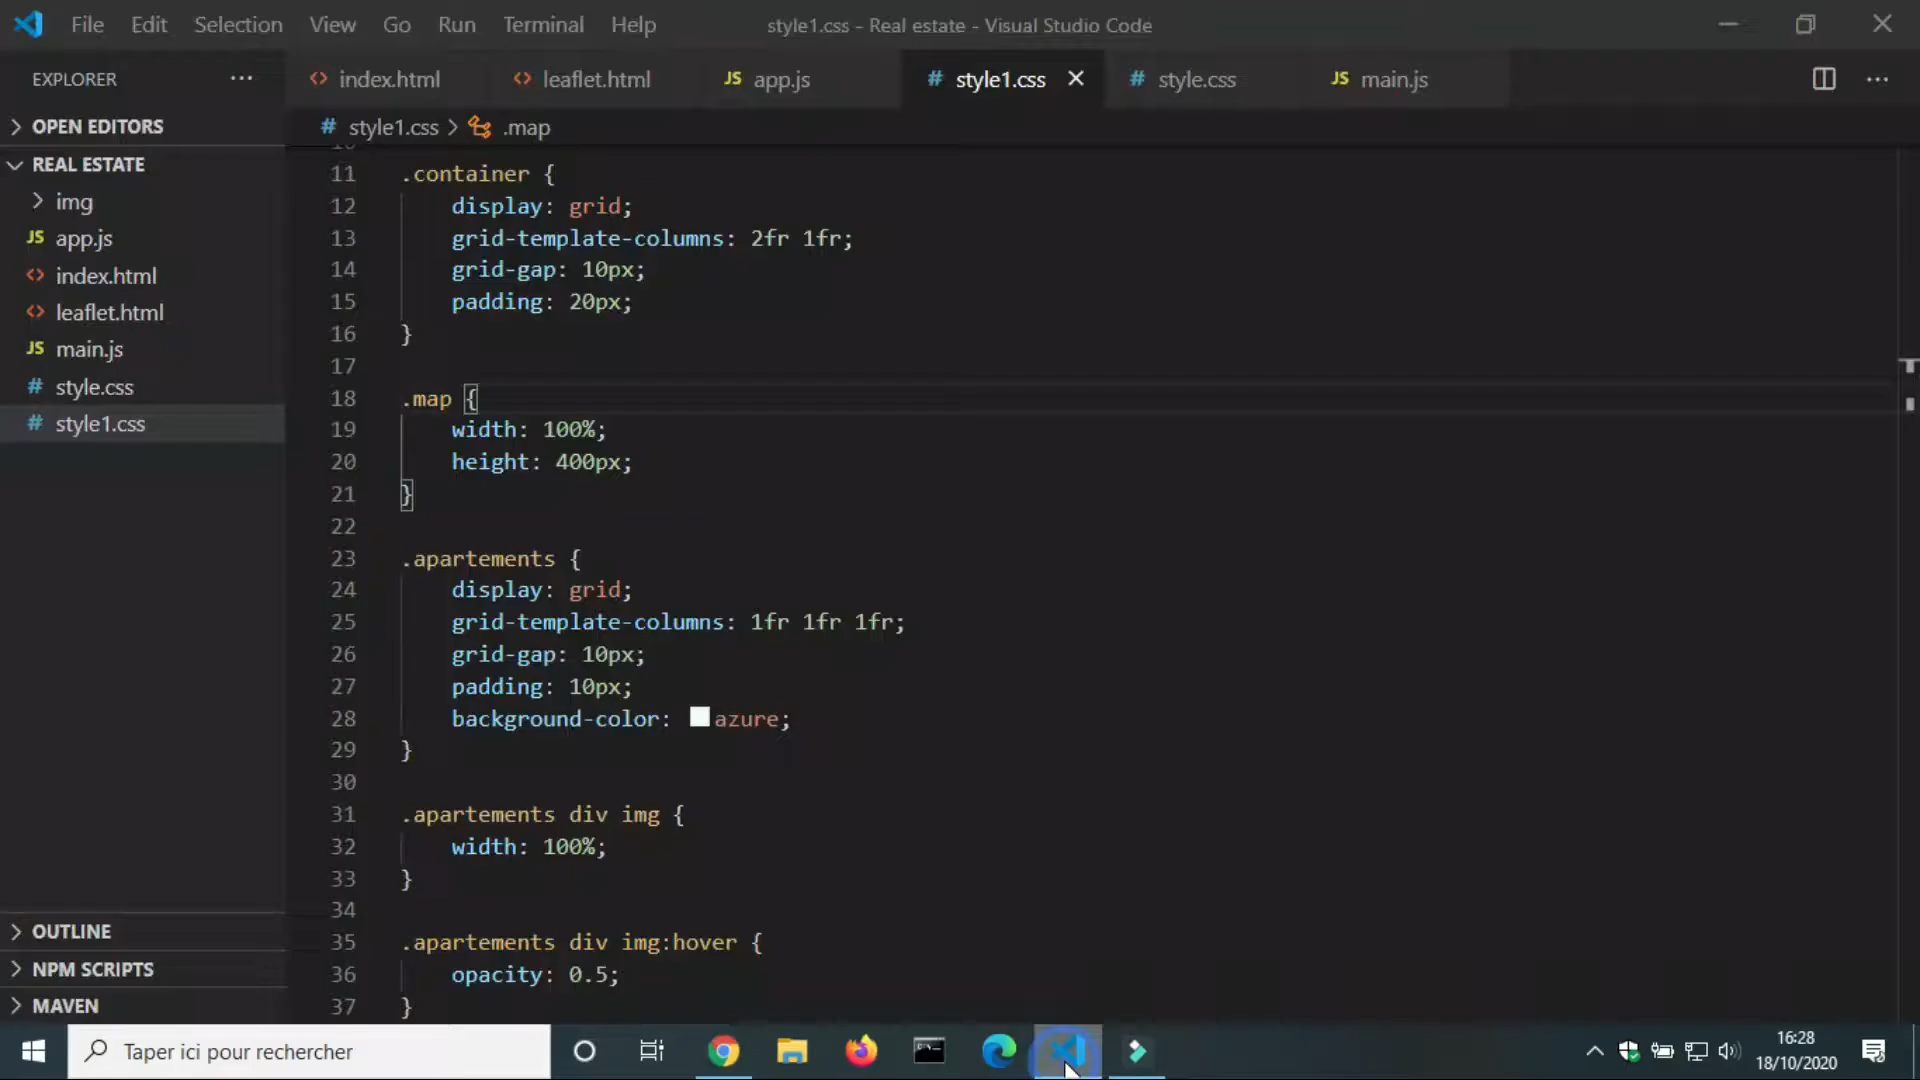 File Edit Selection View Go Run Terminal Help
style1.css - Real estate - Visual Studio Code
EXPLORER ···
<> index.html <> leaflet.html JS app.js # style1.css # style.css JS main.js
OPEN EDITORS
# style1.css > .map
REAL ESTATE
img
JS app.js
<> index.html
<> leaflet.html
JS main.js
# style.css
# style1.css
OUTLINE
NPM SCRIPTS
MAVEN
10
11 .container {
12 display: grid;
13 grid-template-columns: 2fr 1fr;
14 grid-gap: 10px;
15 padding: 20px;
16 }
17
18 .map {
19 width: 100%;
20 height: 400px;
21 }
22
23 .apartements {
24 display: grid;
25 grid-template-columns: 1fr 1fr 1fr;
26 grid-gap: 10px;
27 padding: 10px;
28 background-color: azure;
29 }
30
31 .apartements div img {
32 width: 100%;
33 }
34
35 .apartements div img:hover {
36 opacity: 0.5;
37 }
Taper ici pour rechercher
16:28
18/10/2020